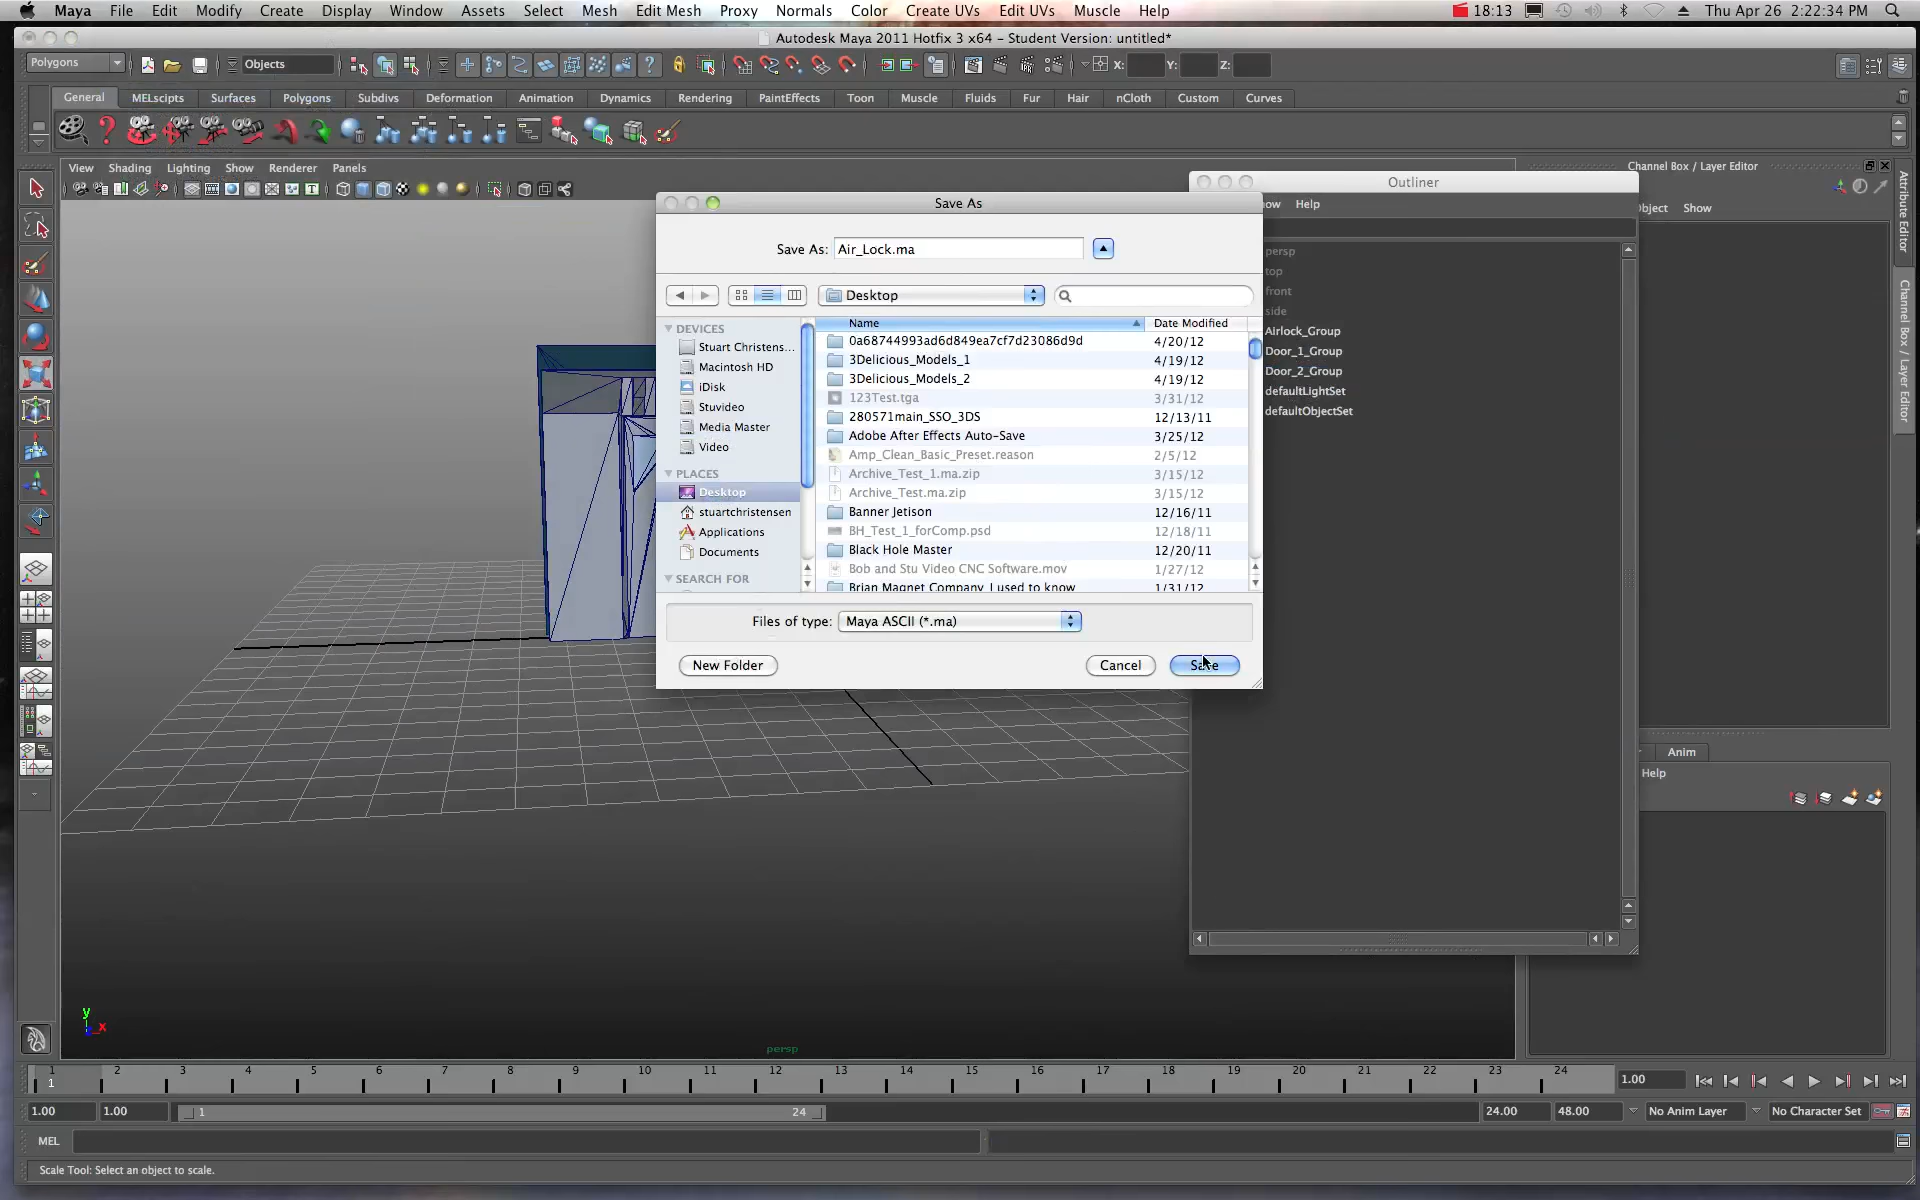 Maya File Edit Modify Create Display Window Assets Select Mesh Edit Mesh Proxy Normals Color Create UVs Edit UVs Muscle Help 18:13 Thu Apr 26 2:22:34 PM
Autodesk Maya 2011 Hotfix 3 x64 - Student Version: untitled*
Polygons Objects X: Y: Z:
General MELscipts Surfaces Polygons Subdivs Deformation Animation Dynamics Rendering PaintEffects Toon Muscle Fluids Fur Hair nCloth Custom Curves
View Shading Lighting Show Renderer Panels
Channel Box / Layer Editor
Object Show
Attribute Editor
Channel Box / Layer Editor
Outliner
Help
persp
top
front
side
Airlock_Group
Door_1_Group
Door_2_Group
defaultLightSet
defaultObjectSet
Save As
Save As: Air_Lock.ma
Desktop
DEVICES
Stuart Christens...
Macintosh HD
iDisk
Stuvideo
Media Master
Video
PLACES
Desktop
stuartchristensen
Applications
Documents
SEARCH FOR
Name Date Modified
0a68744993ad6d849ea7cf7d23086d9d 4/20/12
3Delicious_Models_1 4/19/12
3Delicious_Models_2 4/19/12
123Test.tga 3/31/12
280571main_SSO_3DS 12/13/11
Adobe After Effects Auto-Save 3/25/12
Amp_Clean_Basic_Preset.reason 2/5/12
Archive_Test_1.ma.zip 3/15/12
Archive_Test.ma.zip 3/15/12
Banner Jetison 12/16/11
BH_Test_1_forComp.psd 12/18/11
Black Hole Master 12/20/11
Bob and Stu Video CNC Software.mov 1/27/12
Brian Magnet Company I used to know 1/31/12
Files of type: Maya ASCII (*.ma)
New Folder Cancel Save
Anim
Help
y
x
persp
1 2 3 4 5 6 7 8 9 10 11 12 13 14 15 16 17 18 19 20 21 22 23 24
1 1.00
1.00 1.00 1 24 24.00 48.00 No Anim Layer No Character Set
MEL
Scale Tool: Select an object to scale.